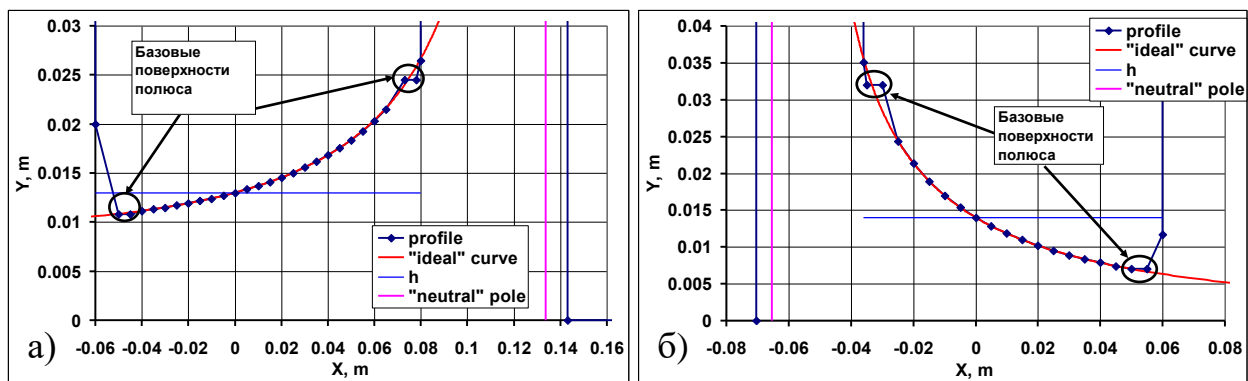 0.03
0.025
0.02
0.015
0.01
0.005
0
Y, m
-0.06 -0.04 -0.02 0 0.02 0.04 0.06 0.08 0.1 0.12 0.14 0.16
X, m
Базовые
поверхности
полюса
profile
"ideal" curve
h
"neutral" pole
а)
0.04
0.035
0.03
0.025
0.02
0.015
0.01
0.005
0
Y, m
-0.08 -0.06 -0.04 -0.02 0 0.02 0.04 0.06 0.08
X, m
profile
"ideal" curve
h
"neutral" pole
Базовые
поверхности
полюса
б)